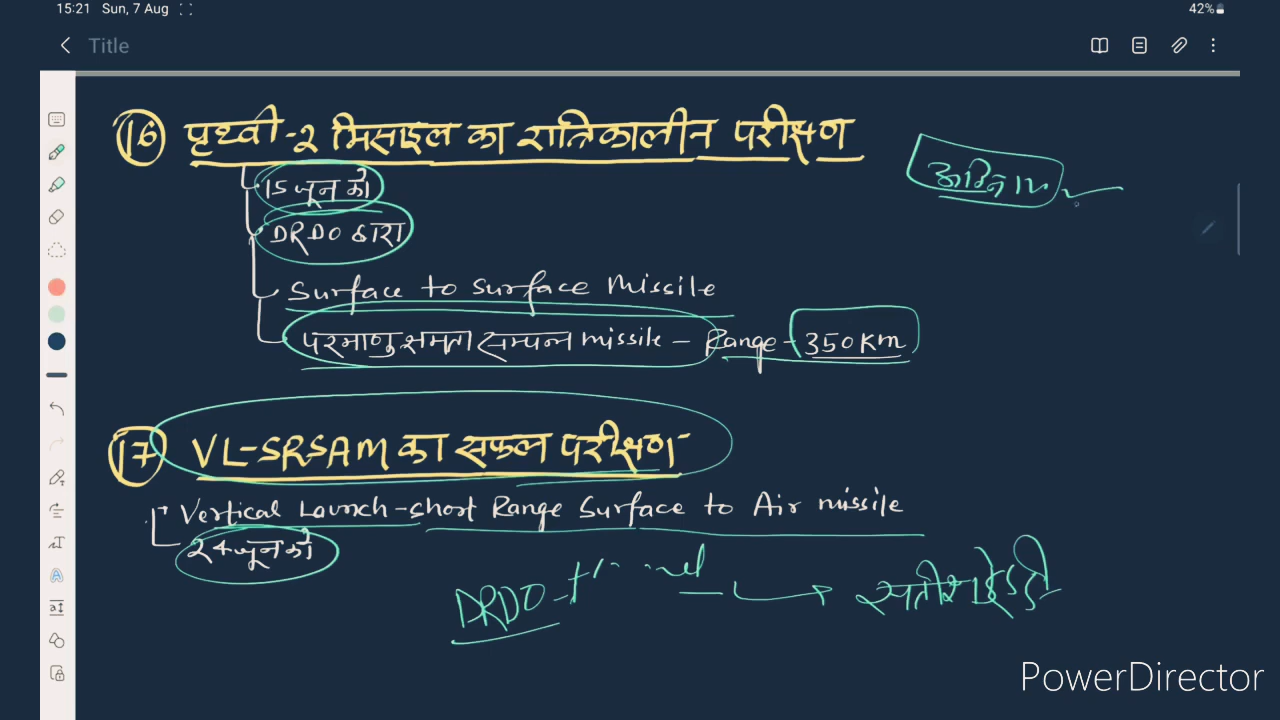 15:21 Sun, 7 Aug
42%
Title
16 पृथ्वी-2 मिसाइल का रात्रिकालीन परीक्षण
अग्नि
15 जून को
DRDO द्वारा
Surface to Surface Missile
परमाणु क्षमता सम्पन्न missile - Range - 350 KM
17 VL-SRSAM का सफल परीक्षण
Vertical Launch-short Range Surface to Air missile
24 जून को
DRDO -
PowerDirector